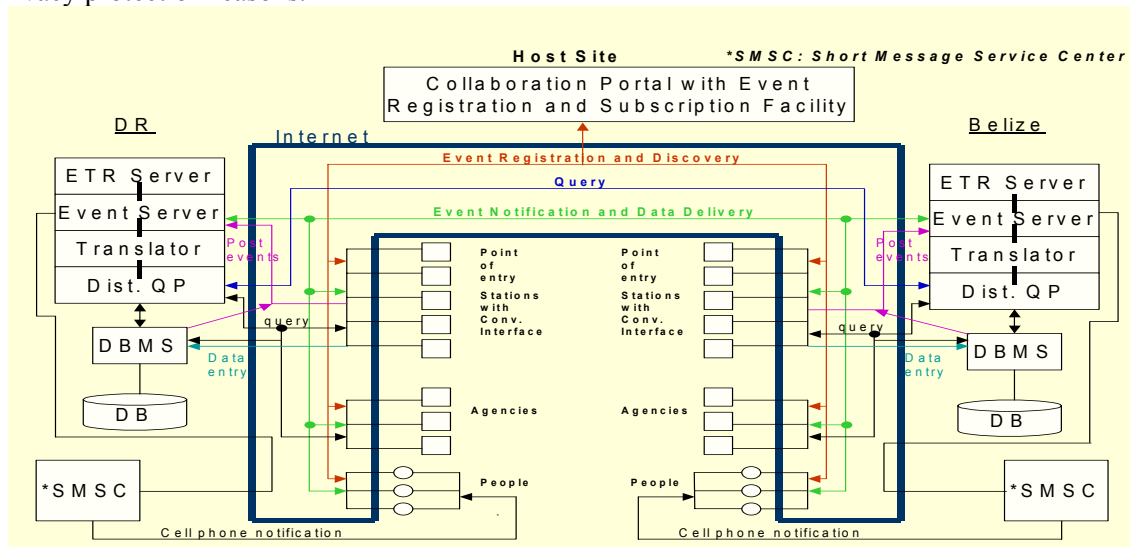 Host Site
*SMSC: Short Message Service Center
Collaboration Portal with Event
Registration and Subscription Facility
DR
Belize
Internet
Event Registration and Discovery
Query
Event Notification and Data Delivery
ETR Server
Event Server
Translator
Dist. QP
Post
events
query
DBMS
Data
entry
DB
*SMSC
Cell phone notification
Point
of
entry
Stations
with
Conv.
Interface
Agencies
People
Point
of
entry
Stations
with
Conv.
Interface
Agencies
People
ETR Server
Event Server
Translator
Dist. QP
Post
events
query
DBMS
Data
entry
DB
*SMSC
Cell phone notification